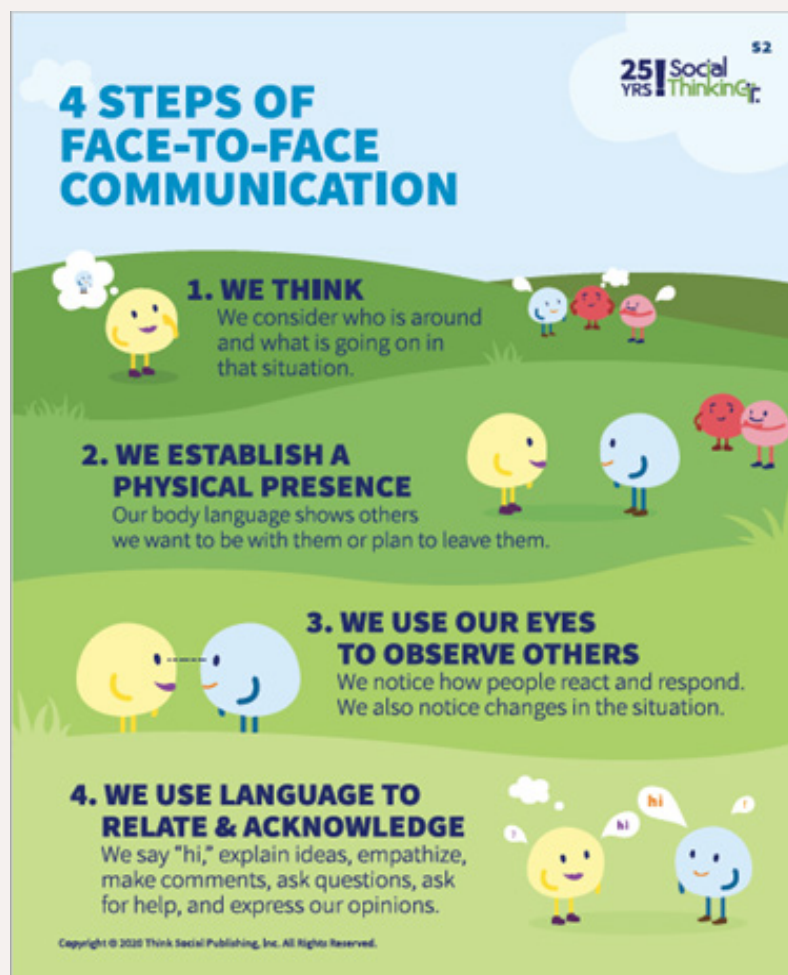 52
25 YRS ! Social Thinking Jr.
4 STEPS OF
FACE-TO-FACE
COMMUNICATION
1. WE THINK
We consider who is around
and what is going on in
that situation.
2. WE ESTABLISH A
PHYSICAL PRESENCE
Our body language shows others
we want to be with them or plan to leave them.
3. WE USE OUR EYES
TO OBSERVE OTHERS
We notice how people react and respond.
We also notice changes in the situation.
4. WE USE LANGUAGE TO
RELATE & ACKNOWLEDGE
We say "hi," explain ideas, empathize,
make comments, ask questions, ask
for help, and express our opinions.
hi
hi
!
Copyright © 2020 Think Social Publishing, Inc. All Rights Reserved.